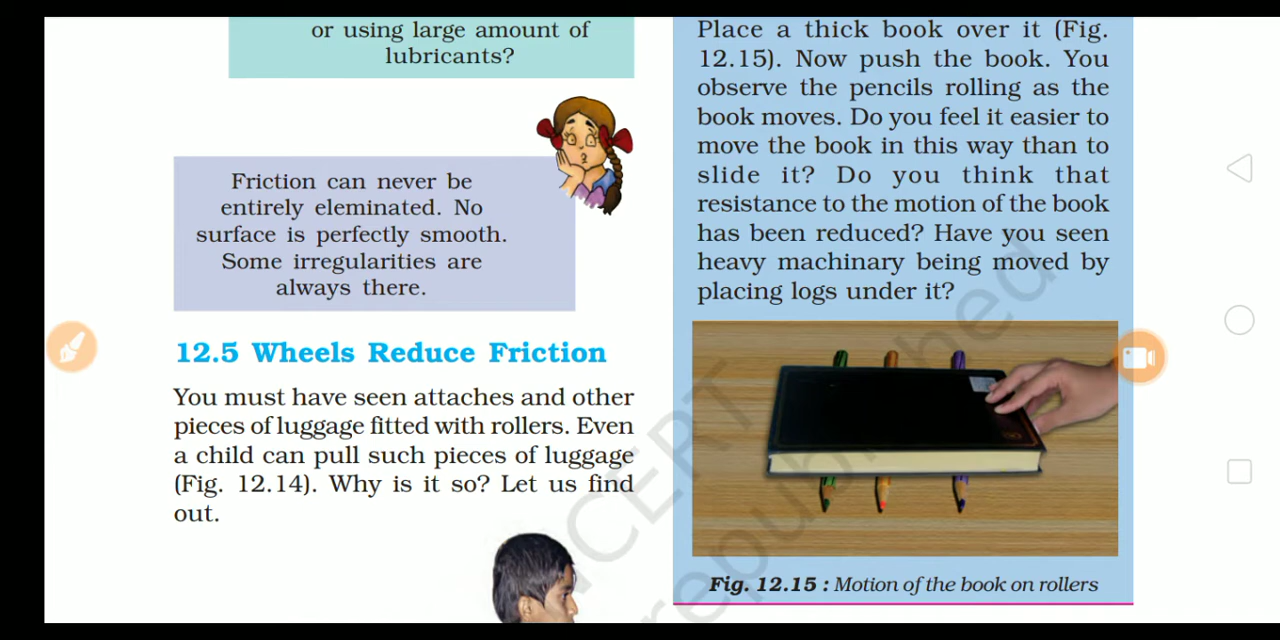 or using large amount of
lubricants?
Friction can never be
entirely eleminated. No
surface is perfectly smooth.
Some irregularities are
always there.
12.5 Wheels Reduce Friction
You must have seen attaches and other
pieces of luggage fitted with rollers. Even
a child can pull such pieces of luggage
(Fig. 12.14). Why is it so? Let us find
out.
Place a thick book over it (Fig.
12.15). Now push the book. You
observe the pencils rolling as the
book moves. Do you feel it easier to
move the book in this way than to
slide it? Do you think that
resistance to the motion of the book
has been reduced? Have you seen
heavy machinary being moved by
placing logs under it?
Fig. 12.15 : Motion of the book on rollers
NCERT
republished